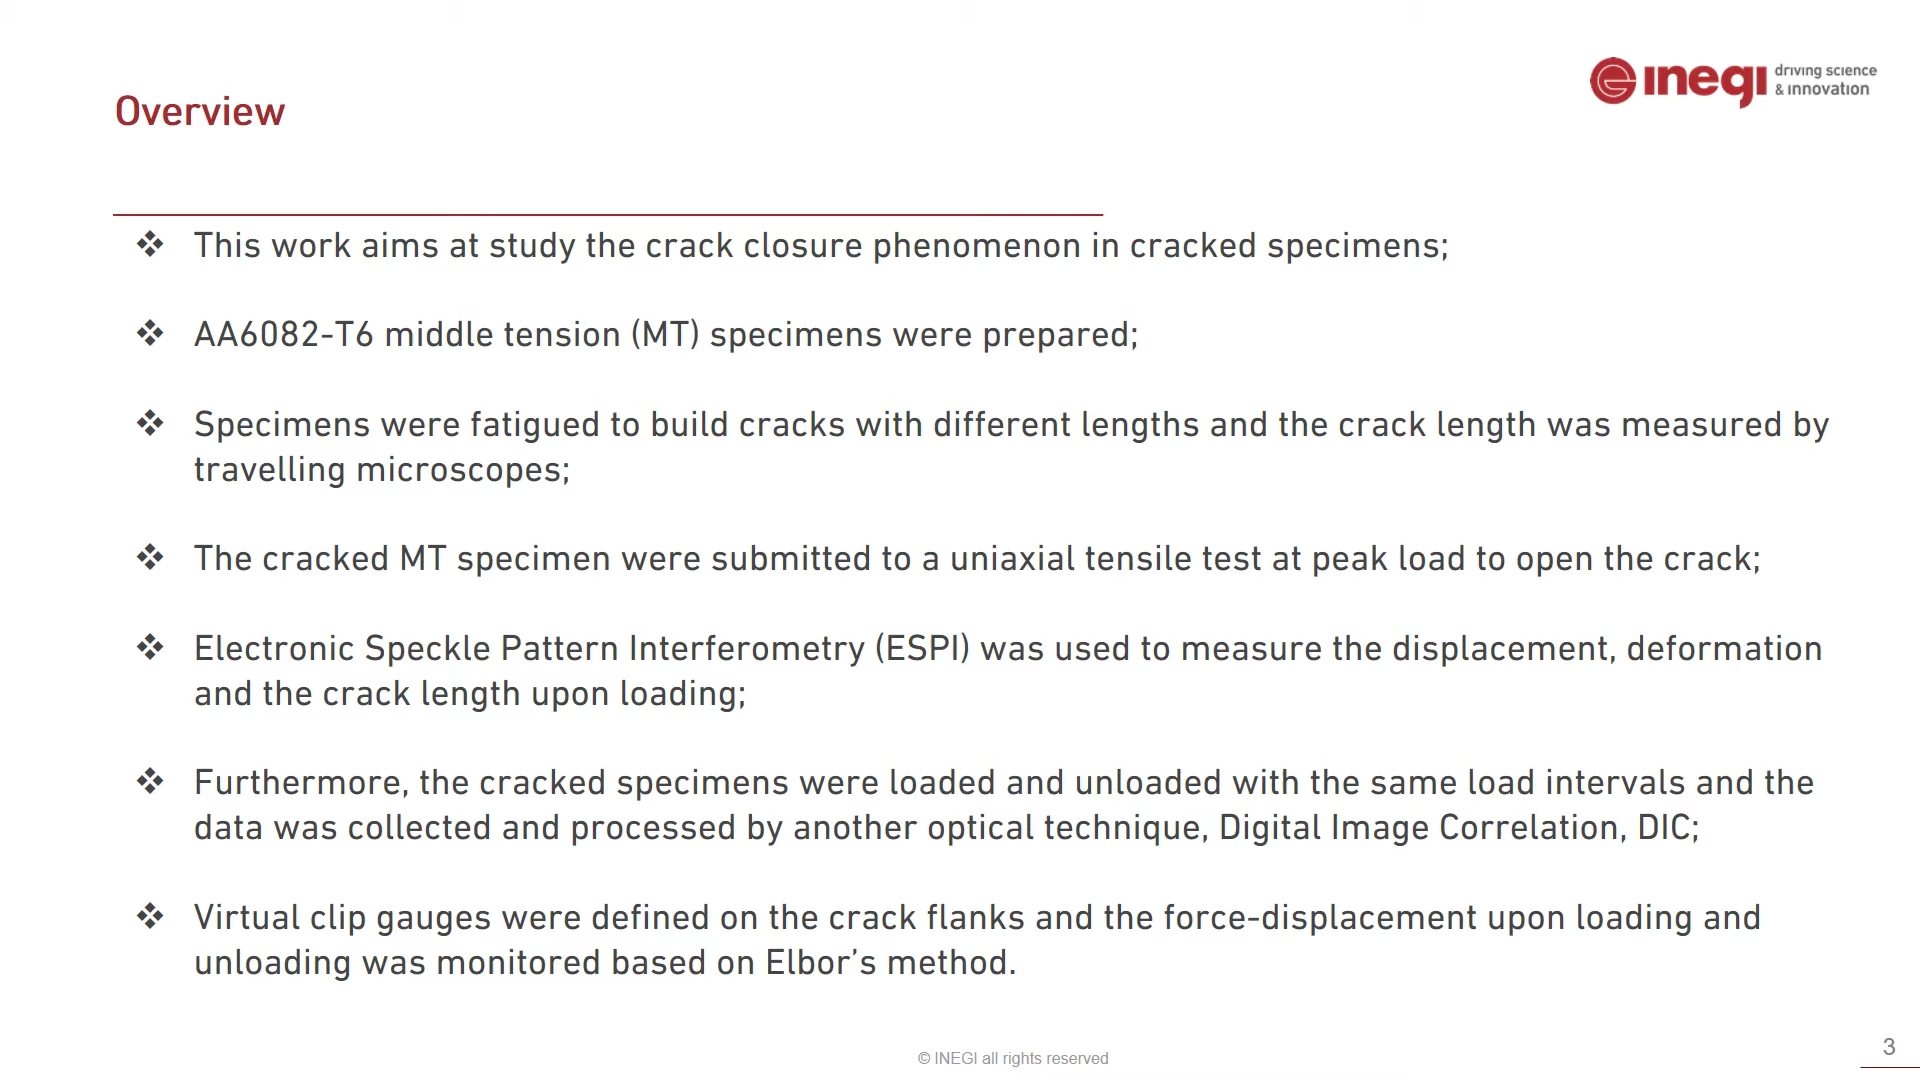 inegi driving science
& innovation
Overview
This work aims at study the crack closure phenomenon in cracked specimens;
AA6082-T6 middle tension (MT) specimens were prepared;
Specimens were fatigued to build cracks with different lengths and the crack length was measured by
travelling microscopes;
The cracked MT specimen were submitted to a uniaxial tensile test at peak load to open the crack;
Electronic Speckle Pattern Interferometry (ESPI) was used to measure the displacement, deformation
and the crack length upon loading;
Furthermore, the cracked specimens were loaded and unloaded with the same load intervals and the
data was collected and processed by another optical technique, Digital Image Correlation, DIC;
Virtual clip gauges were defined on the crack flanks and the force-displacement upon loading and
unloading was monitored based on Elbor’s method.
© INEGI all rights reserved
3